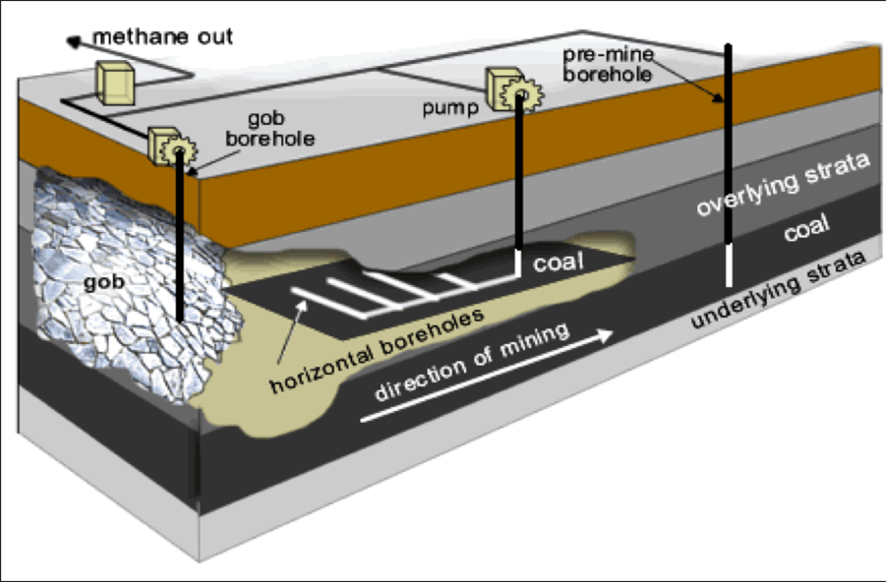 methane out
pre-mine
borehole
pump
gob
borehole
overlying strata
coal
gob
coal
underlying strata
horizontal boreholes
direction of mining